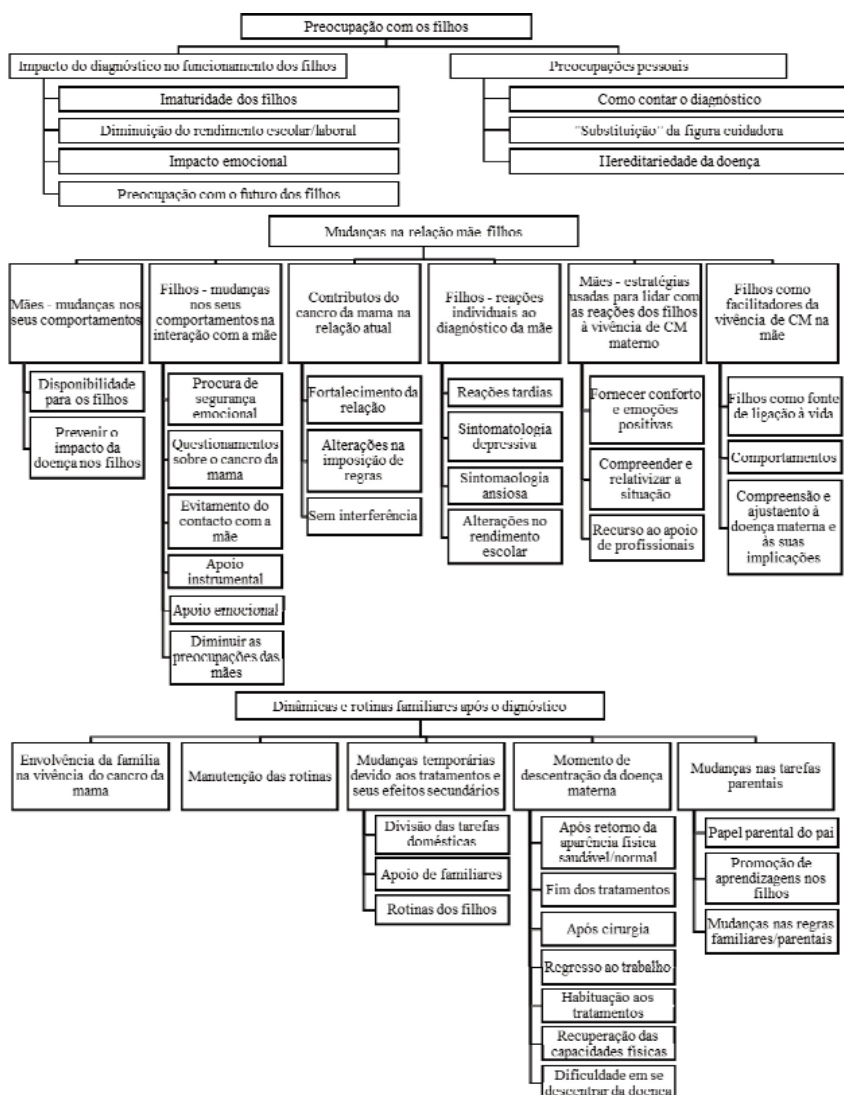 Preocupação com os filhos
Impacto do diagnóstico no funcionamento dos filhos
Imaturidade dos filhos
Diminuição do rendimento escolar/laboral
Impacto emocional
Preocupação com o futuro dos filhos
Preocupações pessoais
Como contar o diagnóstico
"Substituição" da figura cuidadora
Hereditariedade da doença
Mudanças na relação mãe filhos
Mães - mudanças nos
seus comportamentos
Disponibilidade
para os filhos
Prevenir o
impacto da
doença nos filhos
Filhos - mudanças
nos seus
comportamentos na
interação com a mãe
Procura de
segurança
emocional
Questionamentos
sobre o cancro da
mama
Evitamento do
contacto com a
mãe
Apoio
instrumental
Apoio emocional
Diminuir as
preocupações das
mães
Contributos do
cancro da mama na
relação atual
Fortalecimento da
relação
Alterações na
imposição de
regras
Sem interferência
Filhos - reações
individuais ao
diagnóstico da mãe
Reações tardias
Sintomatologia
depressiva
Sintomaologia
ansiosa
Alterações no
rendimento
escolar
Mães - estratégias
usadas para lidar com
as reações dos filhos
à vivência de CM
materno
Fornecer conforto
e emoções
positivas
Compreender e
relativizar a
situação
Recurso ao apoio
de profissionais
Filhos como
facilitadores da
vivência de CM na
mãe
Filhos como fonte
de ligação à vida
Comportamentos
Compreensão e
ajustaento à
doença materna e
às suas
implicações
Dinâmicas e rotinas familiares após o dignóstico
Envolvência da família
na vivência do cancro da
mama
Manutenção das rotinas
Mudanças temporárias
devido aos tratamentos e
seus efeitos secundários
Divisão das tarefas
domésticas
Apoio de familiares
Rotinas dos filhos
Momento de
descentração da doença
materna
Após retorno da
aparência física
saudável/normal
Fim dos tratamentos
Após cirurgia
Regresso ao trabalho
Habituação aos
tratamentos
Recuperação das
capacidades físicas
Dificuldade em se
descentrar da doença
Mudanças nas tarefas
parentais
Papel parental do pai
Promoção de
aprendizagens nos
filhos
Mudanças nas regras
familiares/parentais